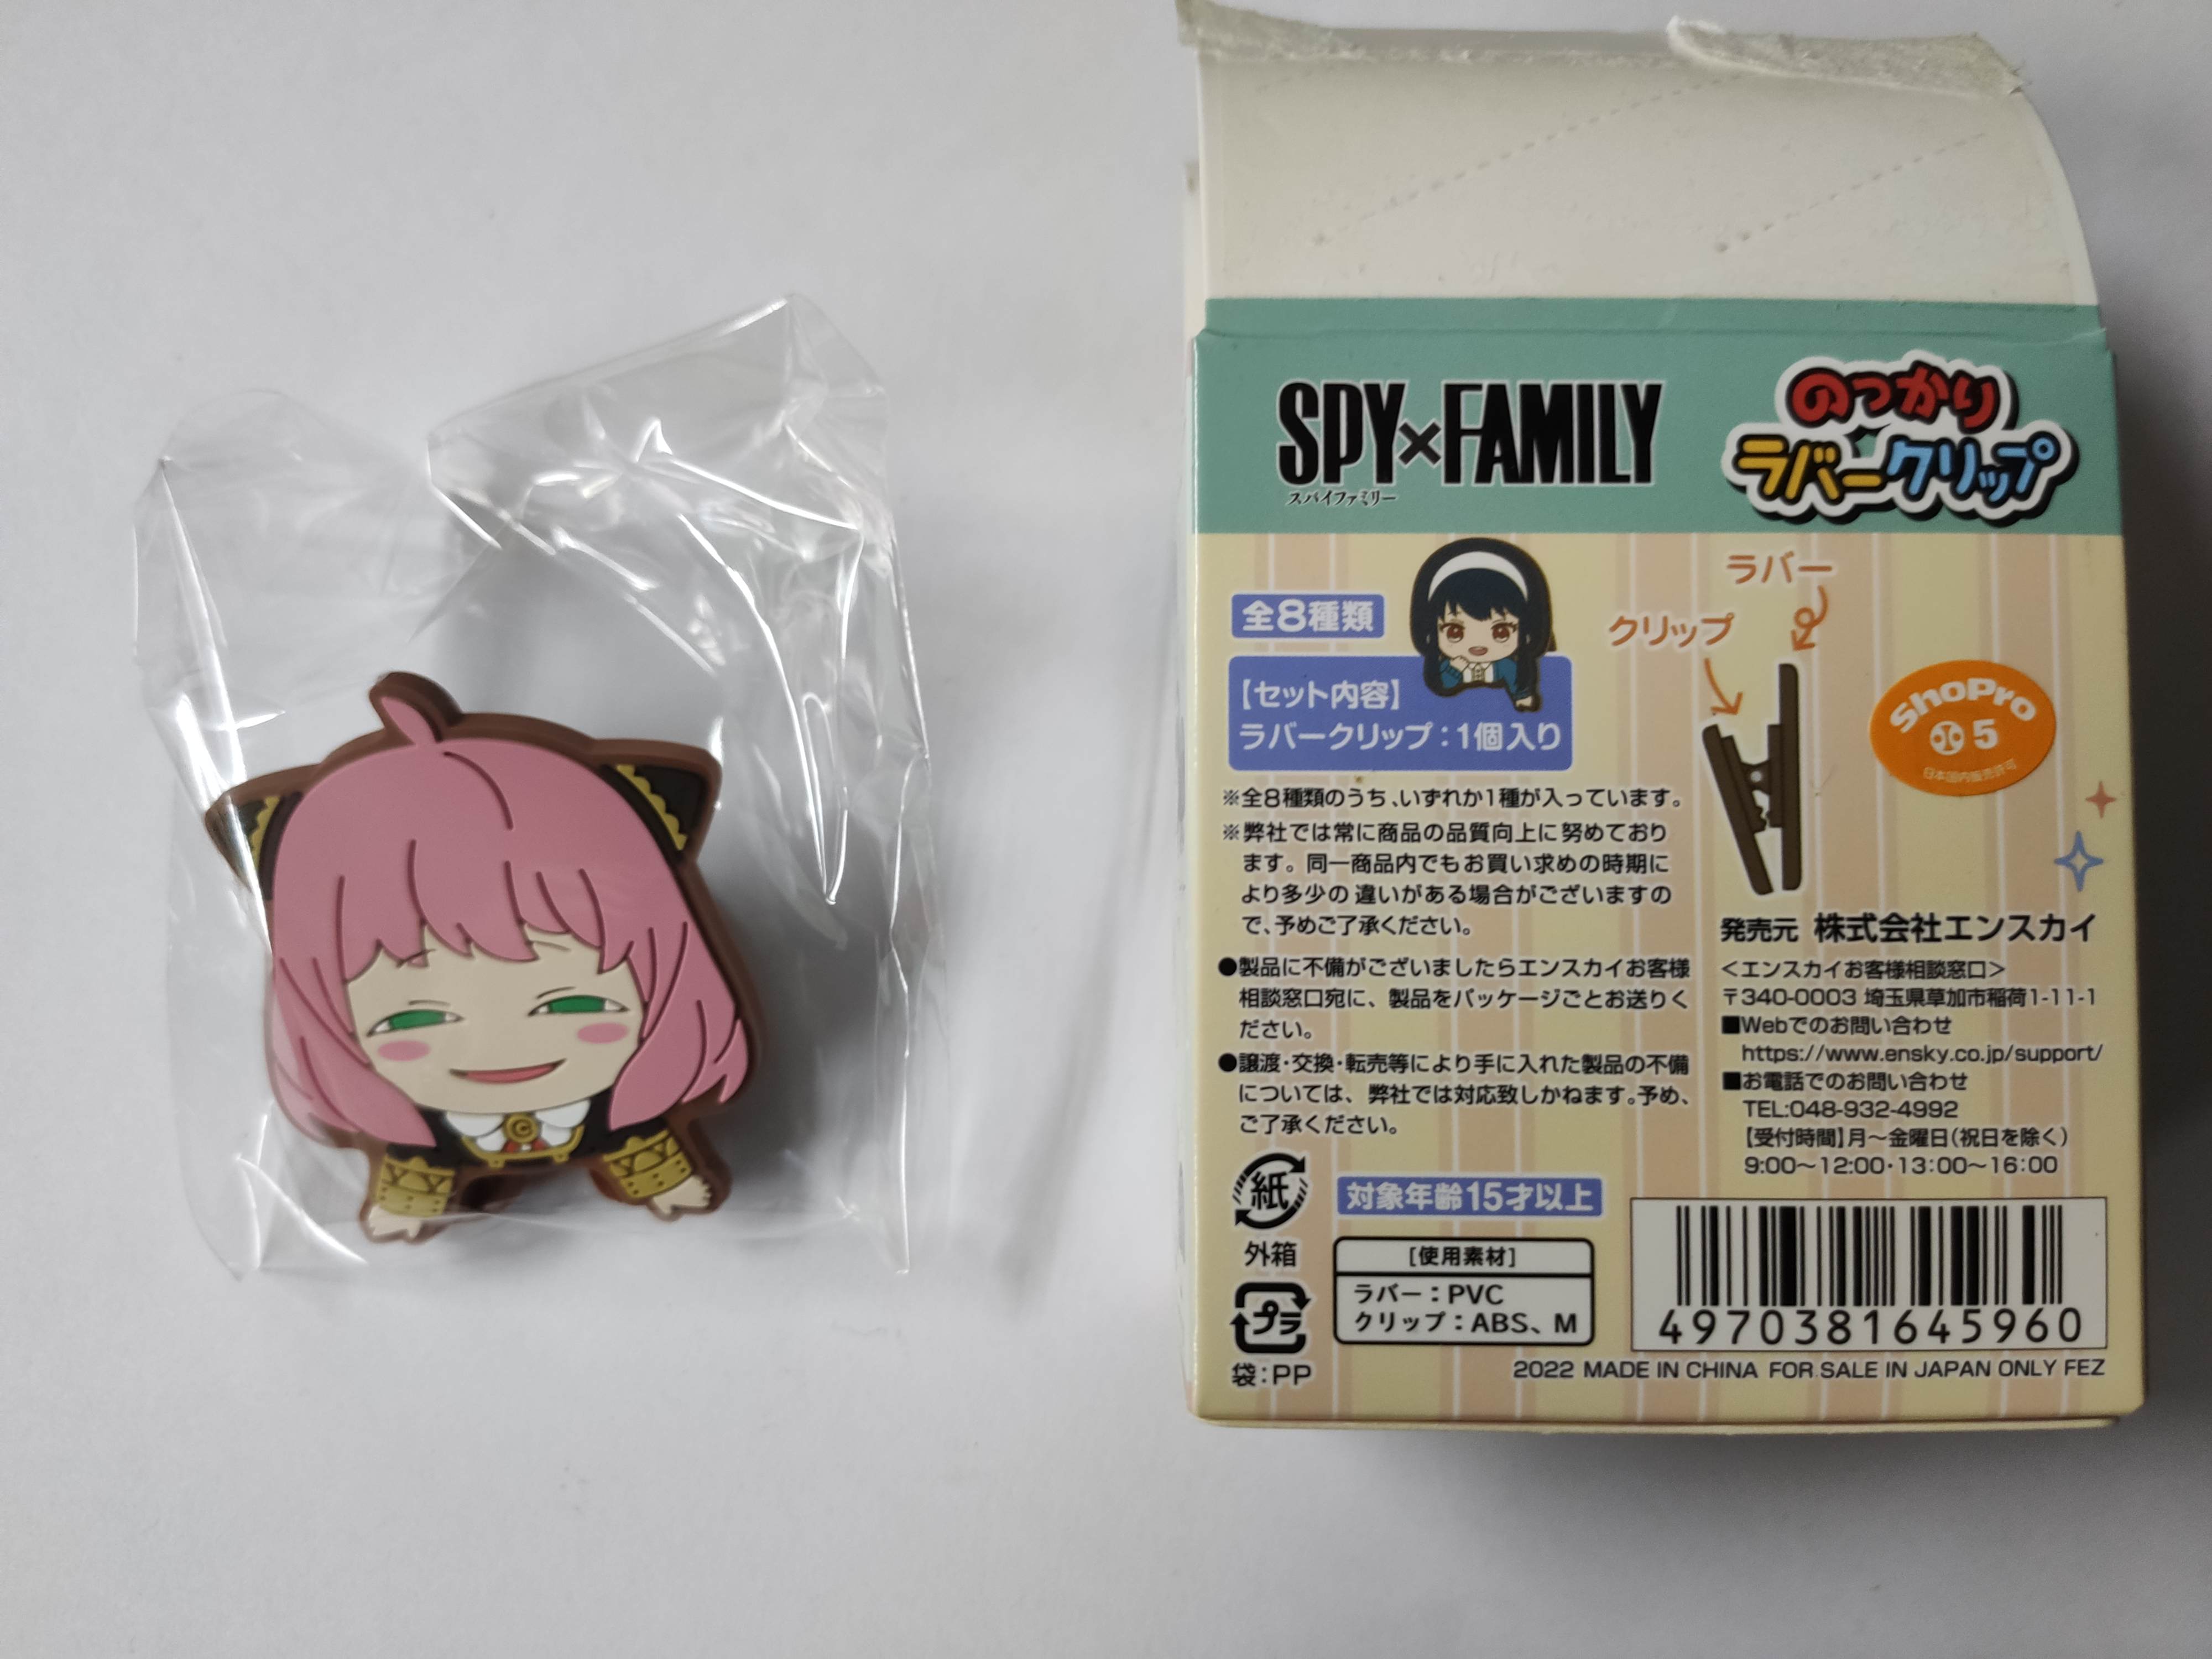 SPY×FAMILY
スパイファミリー
のっかり
ラバークリップ
全8種類
【セット内容】
ラバークリップ：1個入り
ラバー
クリップ
ShoPro
5
日本国内販売許可
※全8種類のうち、いずれか1種が入っています。
※弊社では常に商品の品質向上に努めており
ます。同一商品内でもお買い求めの時期に
より多少の違いがある場合がございますの
で、予めご了承ください。
●製品に不備がございましたらエンスカイお客様
相談窓口宛に、製品をパッケージごとお送りく
ださい。
●譲渡・交換・転売等により手に入れた製品の不備
については、弊社では対応致しかねます。予め、
ご了承ください。
発売元 株式会社エンスカイ
＜エンスカイお客様相談窓口＞
〒340-0003 埼玉県草加市稲荷1-11-1
■Webでのお問い合わせ
https://www.ensky.co.jp/support/
■お電話でのお問い合わせ
TEL:048-932-4992
【受付時間】月～金曜日（祝日を除く）
9:00～12:00・13:00～16:00
紙
外箱
プラ
袋：PP
対象年齢15才以上
[使用素材]
ラバー：PVC
クリップ：ABS、M
4970381645960
2022 MADE IN CHINA FOR SALE IN JAPAN ONLY FEZ